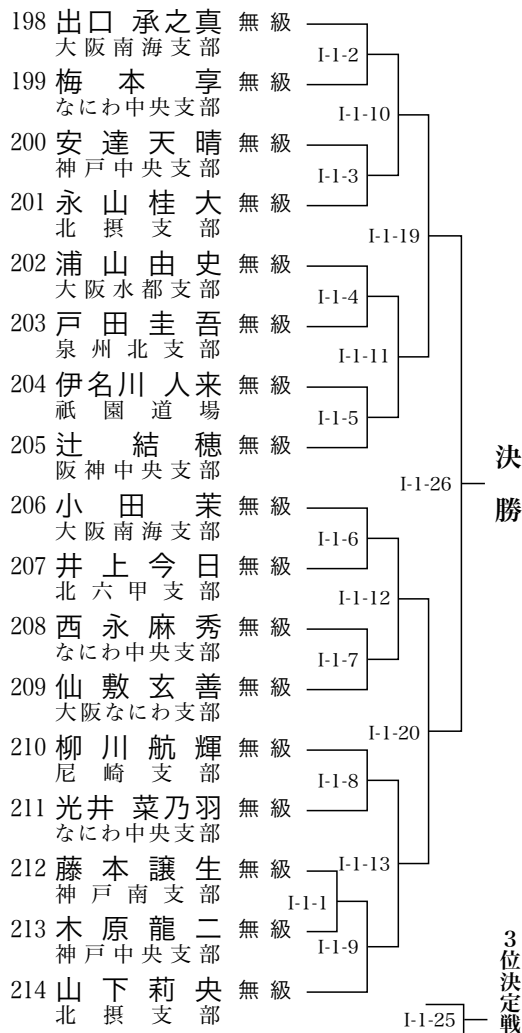 198 出口 承之真 無級
大阪南海支部
199 梅本 享 無級
なにわ中央支部
200 安達天晴 無級
神戸中央支部
201 永山桂大 無級
北摂支部
202 浦山由史 無級
大阪水都支部
203 戸田圭吾 無級
泉州北支部
204 伊名川 人来 無級
祇園道場
205 辻 結穂 無級
阪神中央支部
206 小田 茉 無級
大阪南海支部
207 井上今日 無級
北六甲支部
208 西永麻秀 無級
なにわ中央支部
209 仙敷玄善 無級
大阪なにわ支部
210 柳川航輝 無級
尼崎支部
211 光井 菜乃羽 無級
なにわ中央支部
212 藤本譲生 無級
神戸南支部
213 木原龍二 無級
神戸中央支部
214 山下莉央 無級
北摂支部
I-1-2
I-1-10
I-1-3
I-1-19
I-1-4
I-1-11
I-1-5
I-1-26
決勝
I-1-6
I-1-12
I-1-7
I-1-20
I-1-8
I-1-13
I-1-1
I-1-9
3位決定戦
I-1-25